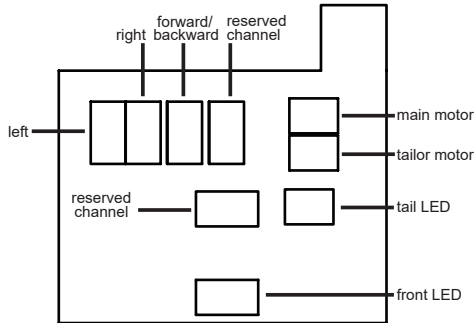 forward/
backward
reserved
channel
right
left
main motor
tailor motor
reserved
channel
tail LED
front LED